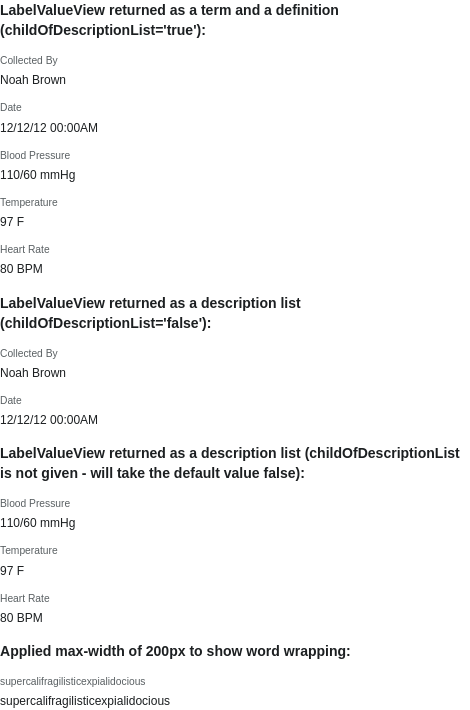 LabelValueView returned as a term and a definition
(childOfDescriptionList='true'):
Collected By
Noah Brown
Date
12/12/12 00:00AM
Blood Pressure
110/60 mmHg
Temperature
97 F
Heart Rate
80 BPM
LabelValueView returned as a description list
(childOfDescriptionList='false'):
Collected By
Noah Brown
Date
12/12/12 00:00AM
LabelValueView returned as a description list (childOfDescriptionList
is not given - will take the default value false):
Blood Pressure
110/60 mmHg
Temperature
97 F
Heart Rate
80 BPM
Applied max-width of 200px to show word wrapping:
supercalifragilisticexpialidocious
supercalifragilisticexpialidocious